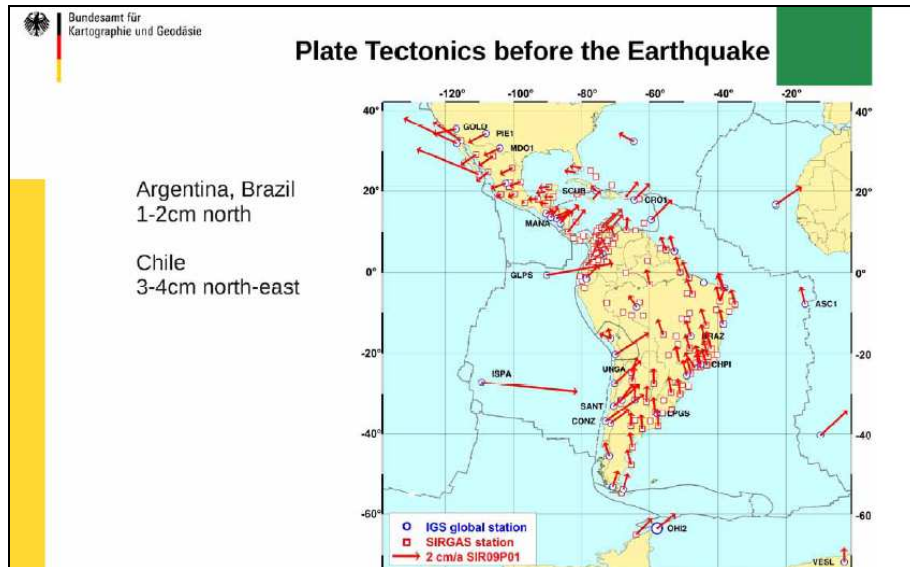 Bundesamt für
Kartographie und Geodäsie
Plate Tectonics before the Earthquake
Argentina, Brazil
1-2cm north
Chile
3-4cm north-east
-120° -100° -80° -60° -40° -20°
40° 40°
GOLD
PIE1
MDO1
20° 20
SCUB
CRO1
MANA
0° 0
GLPS
ASC1
BRAZ
-20° -20
URGA CHPI
ISPA
SANT
CONZ LPGS
-40° -40
-60° -60
OHI2
VESL
IGS global station
SIRGAS station
2 cm/a SIR09P01